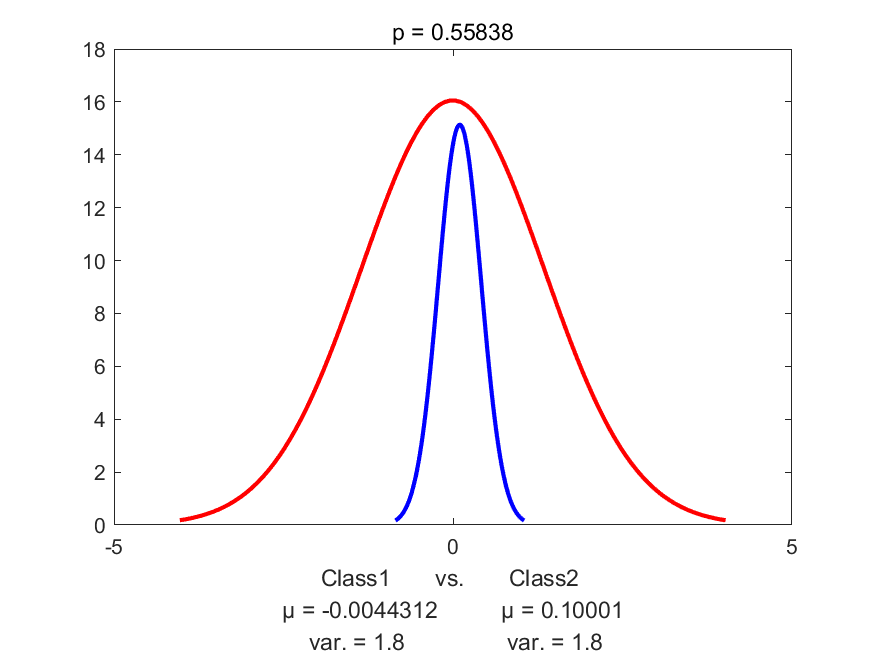 p = 0.55838
18
16
14
12
10
8
6
4
2
0
-5 0 5
Class1 vs. Class2
μ = -0.0044312 μ = 0.10001
var. = 1.8 var. = 1.8